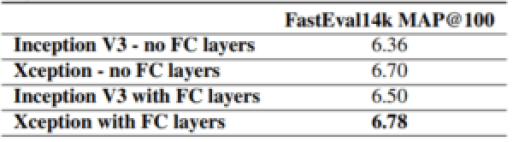 FastEval14k MAP@100
Inception V3 - no FC layers 6.36
Xception - no FC layers 6.70
Inception V3 with FC layers 6.50
Xception with FC layers 6.78